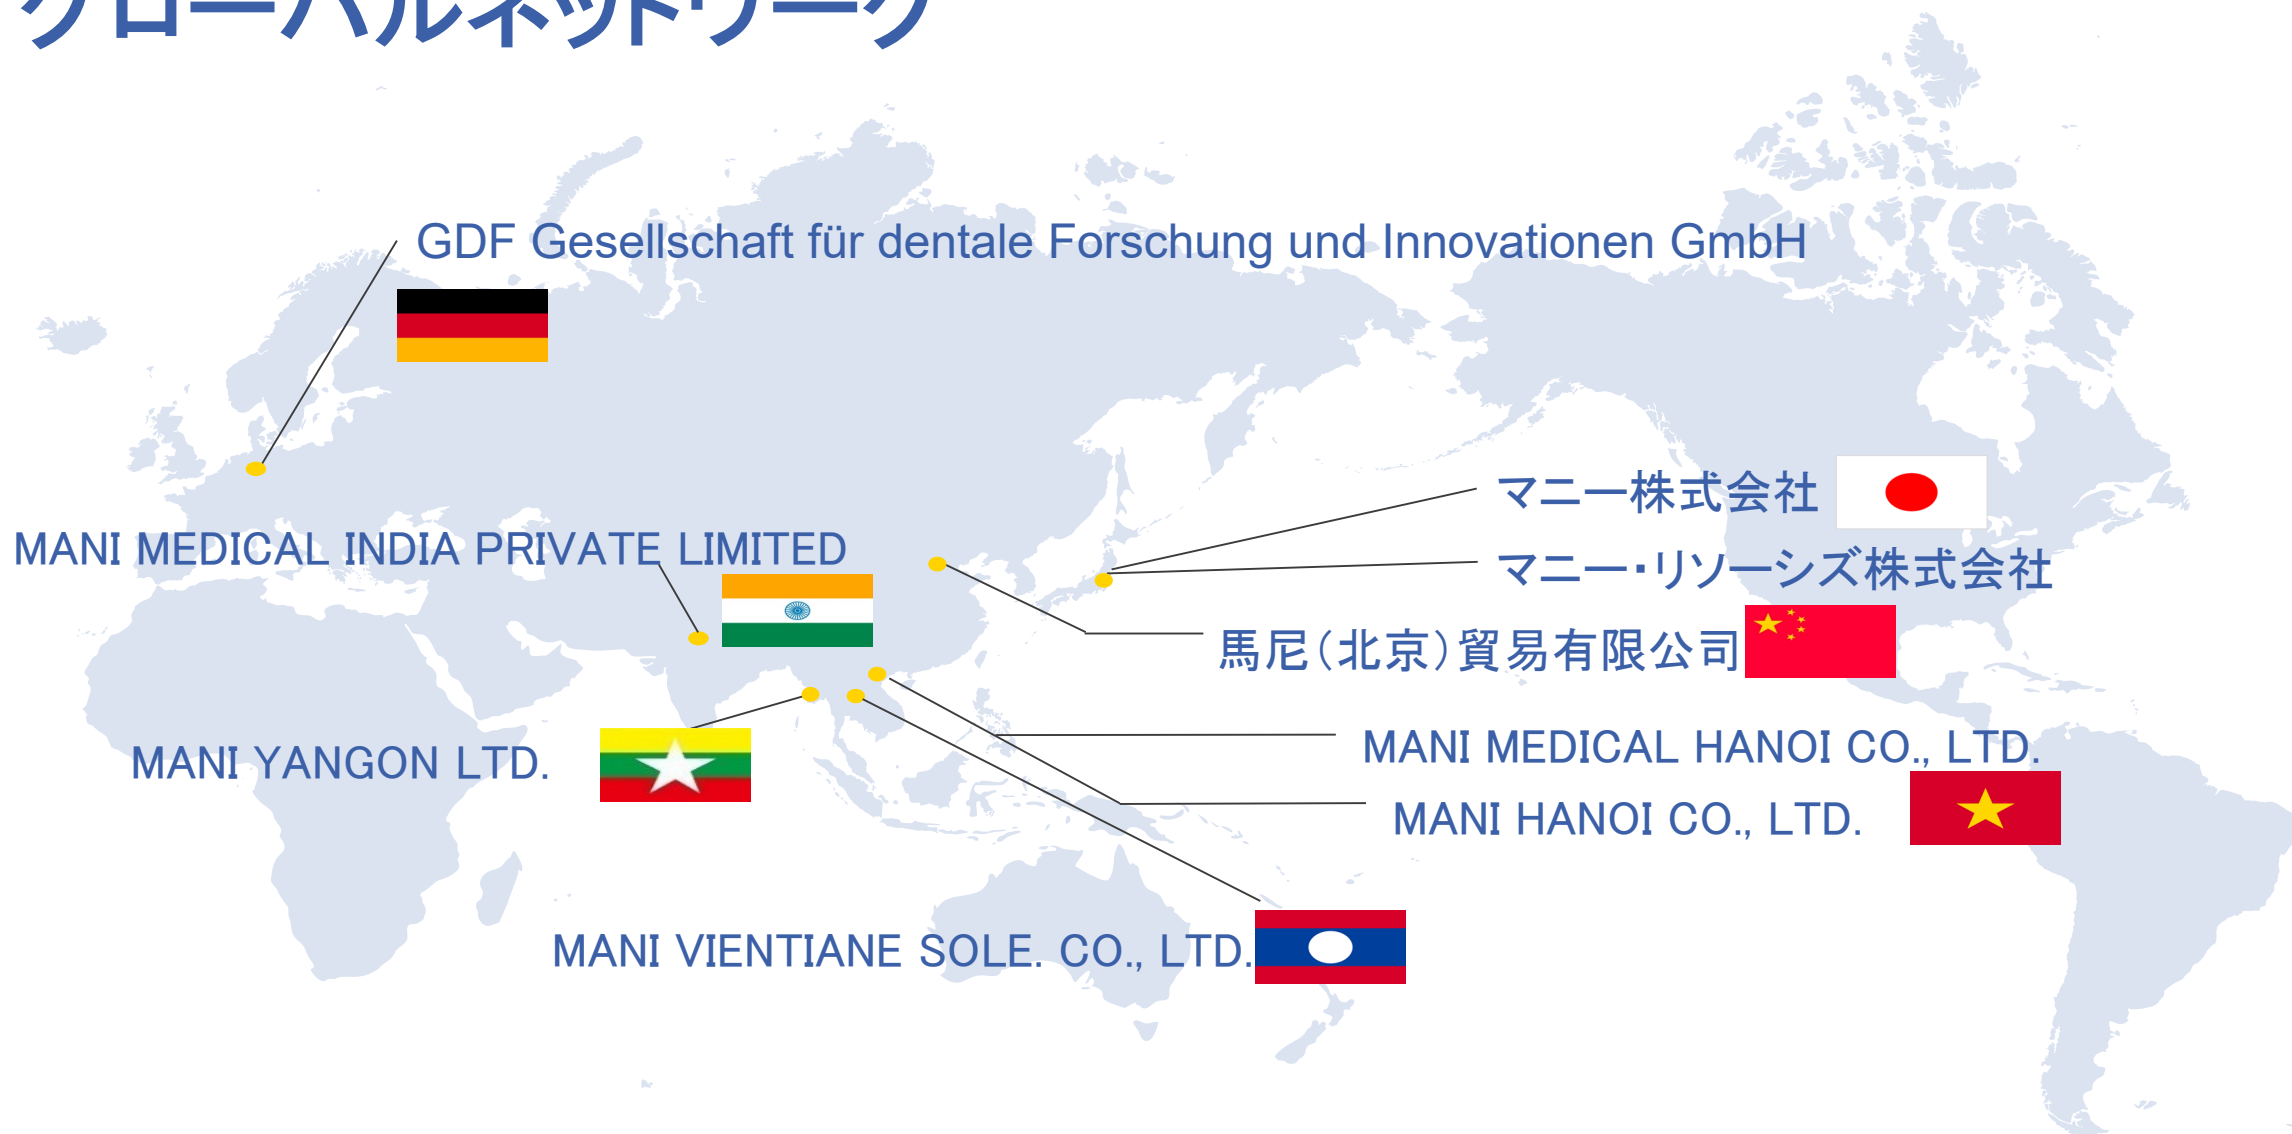 グローバルネットワーク
GDF Gesellschaft für dentale Forschung und Innovationen GmbH
マニー株式会社
MANI MEDICAL INDIA PRIVATE LIMITED
マニー・リソーシズ株式会社
馬尼（北京）貿易有限公司
MANI MEDICAL HANOI CO., LTD.
MANI YANGON LTD.
MANI HANOI CO., LTD.
MANI VIENTIANE SOLE. CO., LTD.